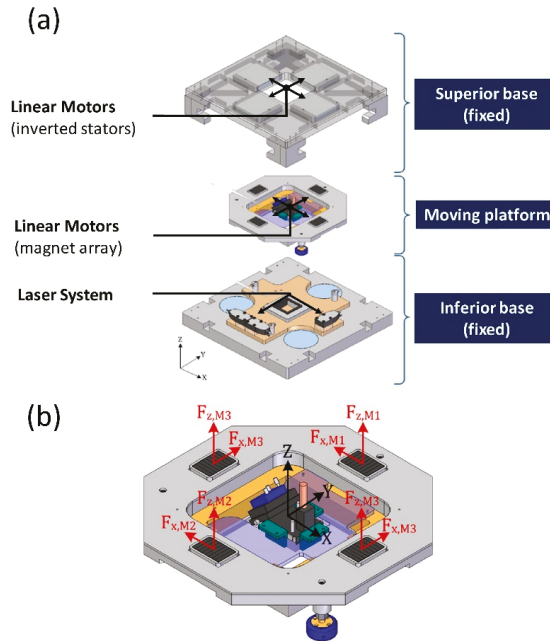 (a)
Linear Motors
(inverted stators)
Superior base
(fixed)
Linear Motors
(magnet array)
Moving platform
Laser System
Inferior base
(fixed)
Z
Y
X
(b)
Fz,M3
Fx,M3
Fz,M1
Fx,M1
Z
Y
X
Fz,M2
Fx,M2
Fz,M3
Fx,M3